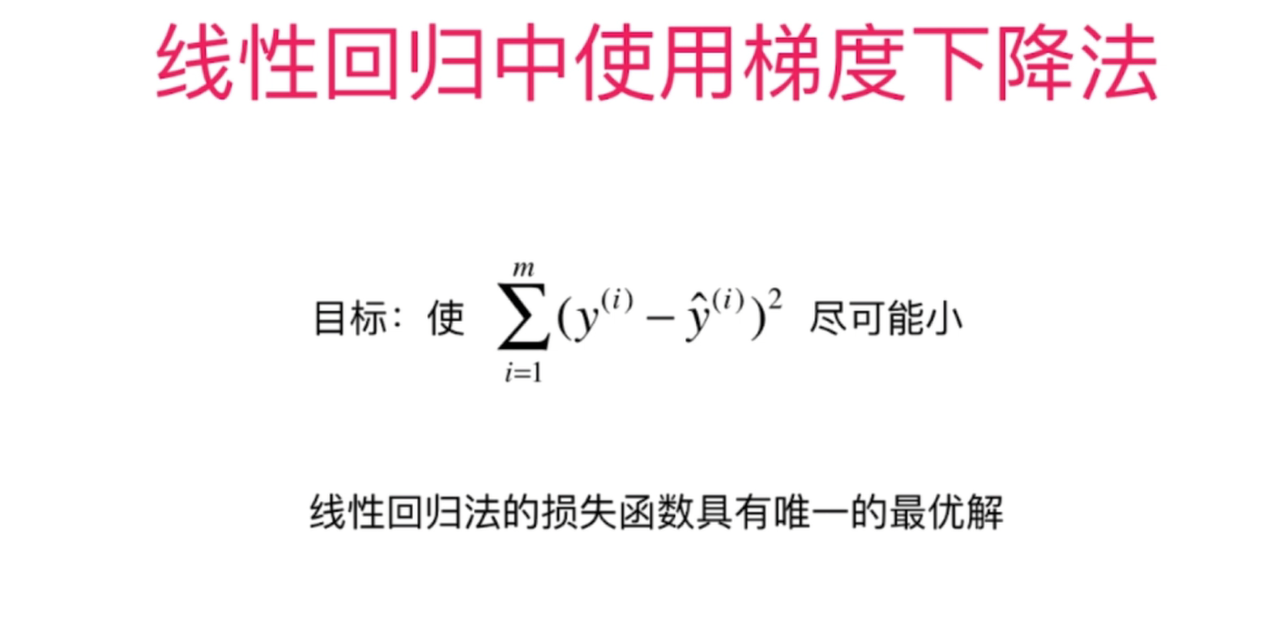 线性回归中使用梯度下降法
目标：使 $\sum_{i=1}^{m}(y^{(i)} - \hat{y}^{(i)})^2$ 尽可能小
线性回归法的损失函数具有唯一的最优解